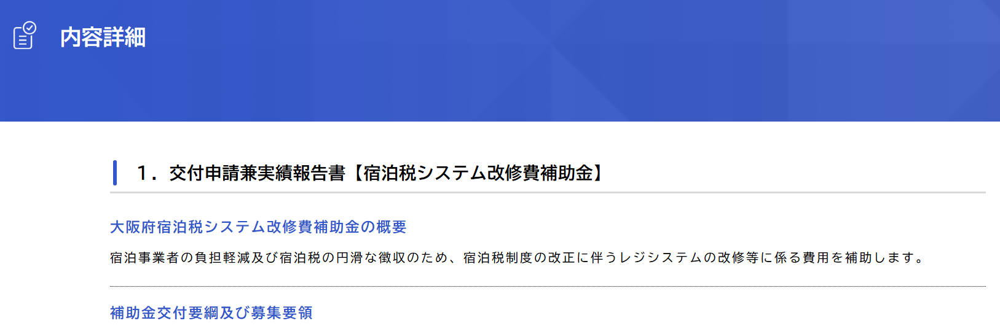 内容詳細
１．交付申請兼実績報告書【宿泊税システム改修費補助金】
大阪府宿泊税システム改修費補助金の概要
宿泊事業者の負担軽減及び宿泊税の円滑な徴収のため、宿泊税制度の改正に伴うレジシステムの改修等に係る費用を補助します。
補助金交付要綱及び募集要領